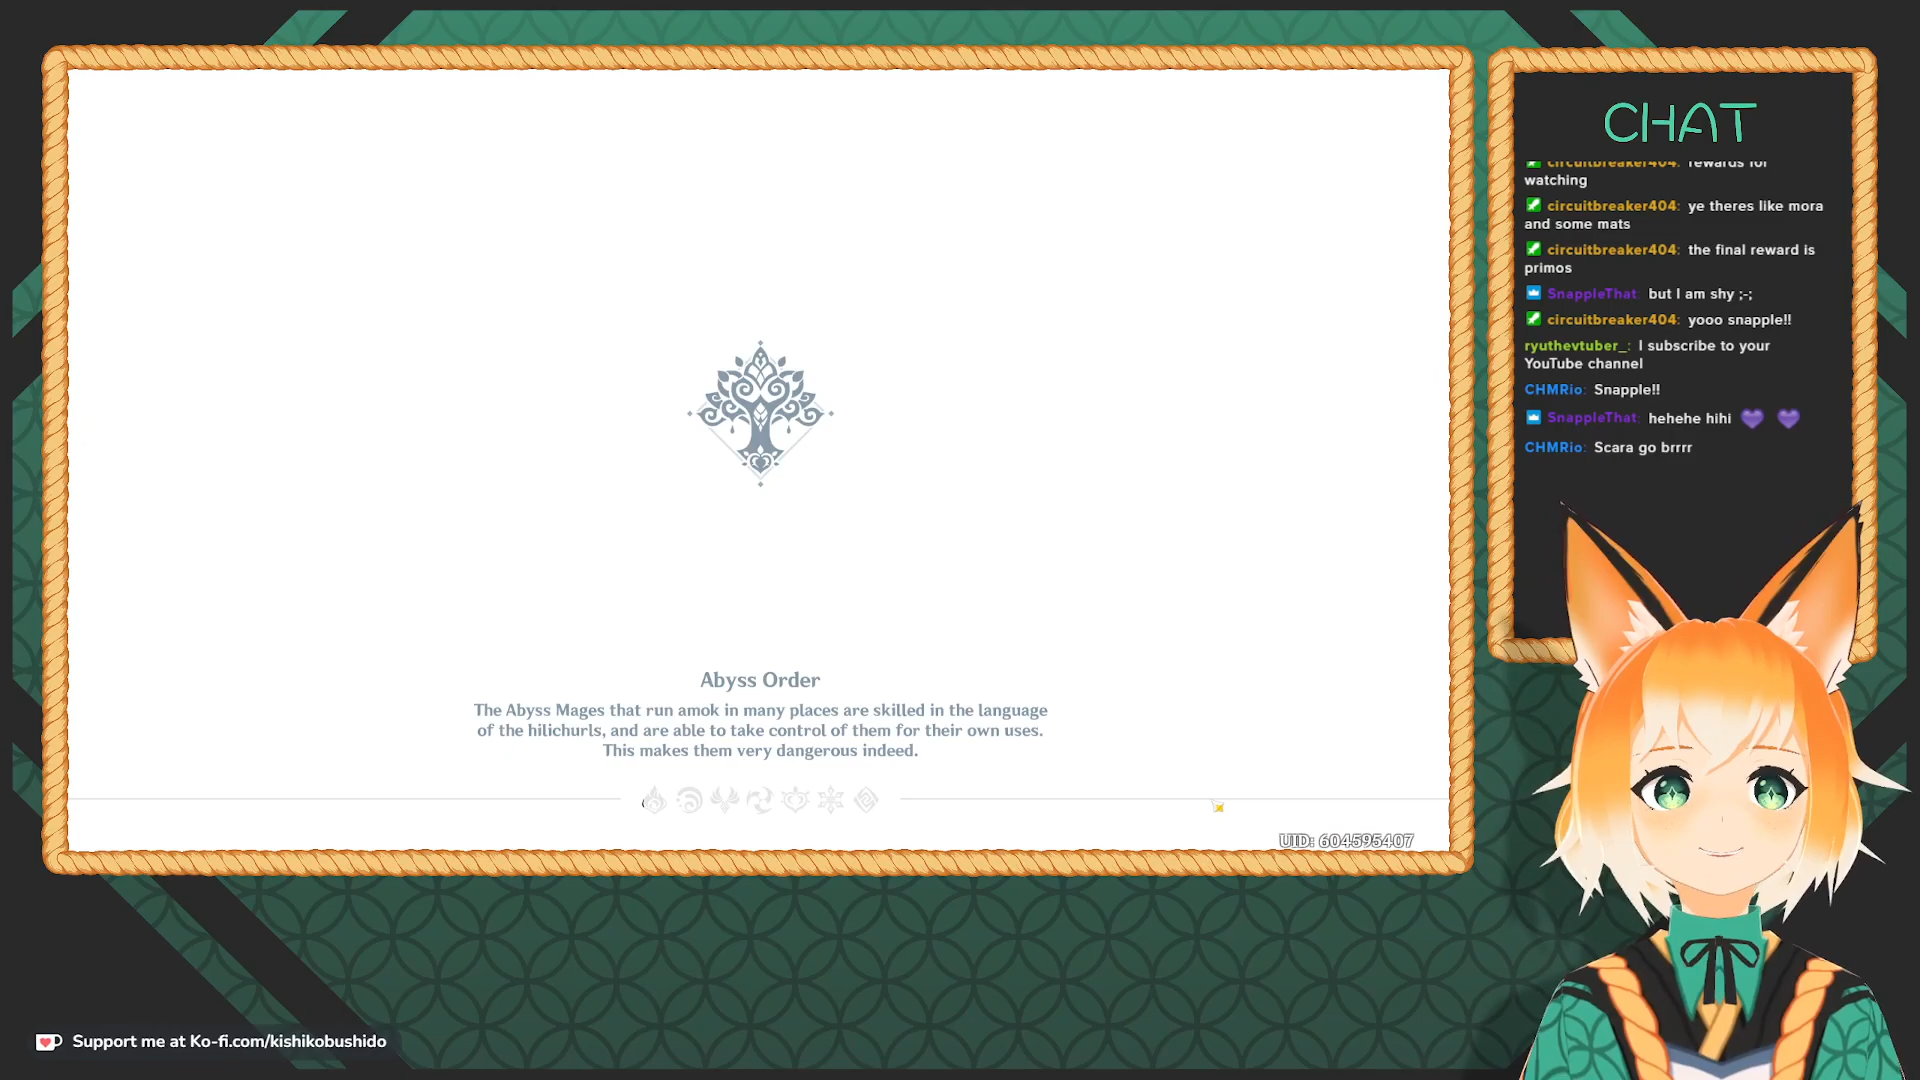 CHAT
circuitbreaker404: rewards for
watching
circuitbreaker404: ye theres like mora
and some mats
circuitbreaker404: the final reward is
primos
SnappleThat: but I am shy ;-;
circuitbreaker404: yooo snapple!!
ryuthevtuber_: I subscribe to your
YouTube channel
CHMRio: Snapple!!
SnappleThat: hehehe hihi
CHMRio: Scara go brrrr
Abyss Order
The Abyss Mages that run amok in many places are skilled in the language
of the hilichurls, and are able to take control of them for their own uses.
This makes them very dangerous indeed.
UID: 604595407
Support me at Ko-fi.com/kishikobushido